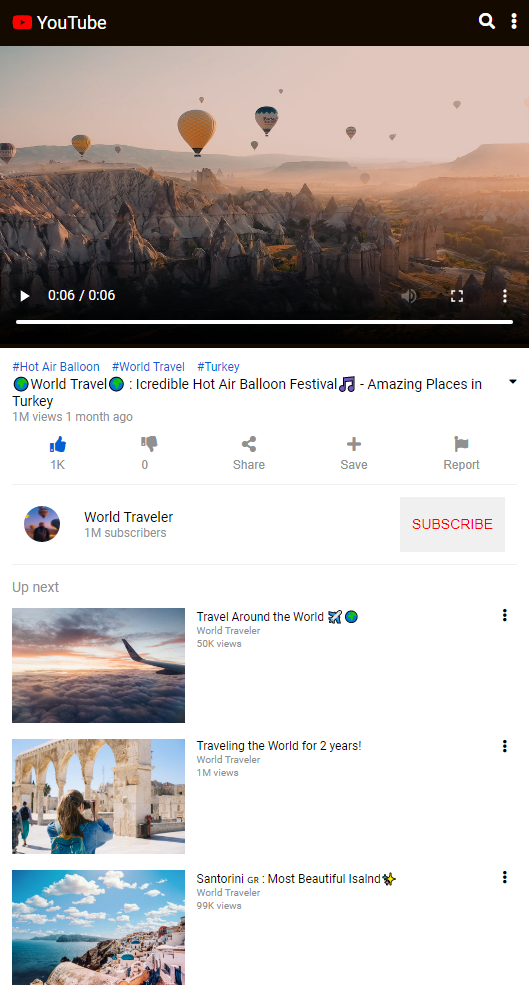 YouTube
0:06 / 0:06
#Hot Air Balloon #World Travel #Turkey
🌍World Travel🌍 : Icredible Hot Air Balloon Festival🎵 - Amazing Places in
Turkey
1M views 1 month ago
1K 0 Share Save Report
World Traveler
1M subscribers
SUBSCRIBE
Up next
Travel Around the World ✈️🌍
World Traveler
50K views
Traveling the World for 2 years!
World Traveler
1M views
Santorini 🇬🇷 : Most Beautiful Isalnd✨
World Traveler
99K views